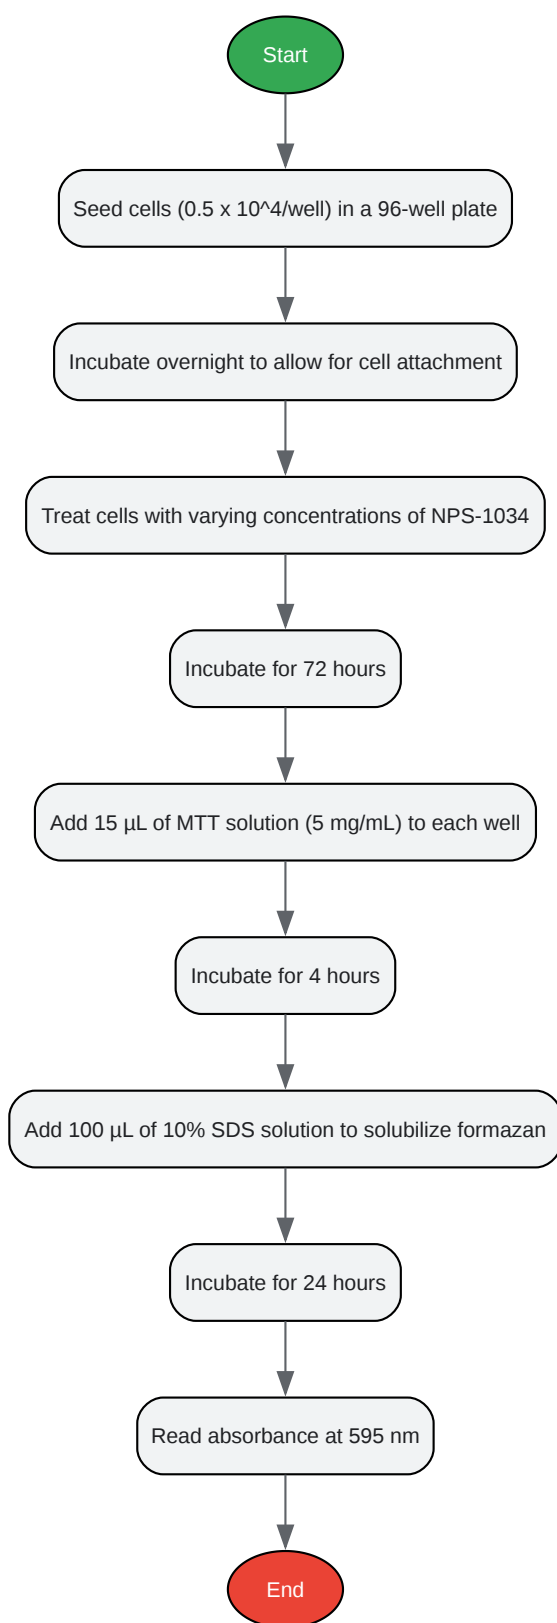 Start
Seed cells (0.5 x 10^4/well) in a 96-well plate
Incubate overnight to allow for cell attachment
Treat cells with varying concentrations of NPS-1034
Incubate for 72 hours
Add 15 µL of MTT solution (5 mg/mL) to each well
Incubate for 4 hours
Add 100 µL of 10% SDS solution to solubilize formazan
Incubate for 24 hours
Read absorbance at 595 nm
End